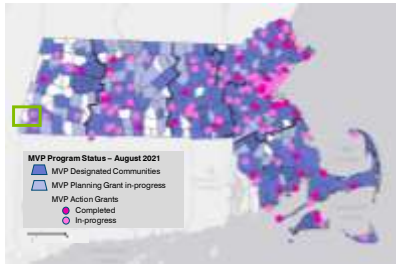 MVP Program Status – August 2021
MVP Designated Communities
MVP Planning Grant in-progress
MVP Action Grants
Completed
In-progress